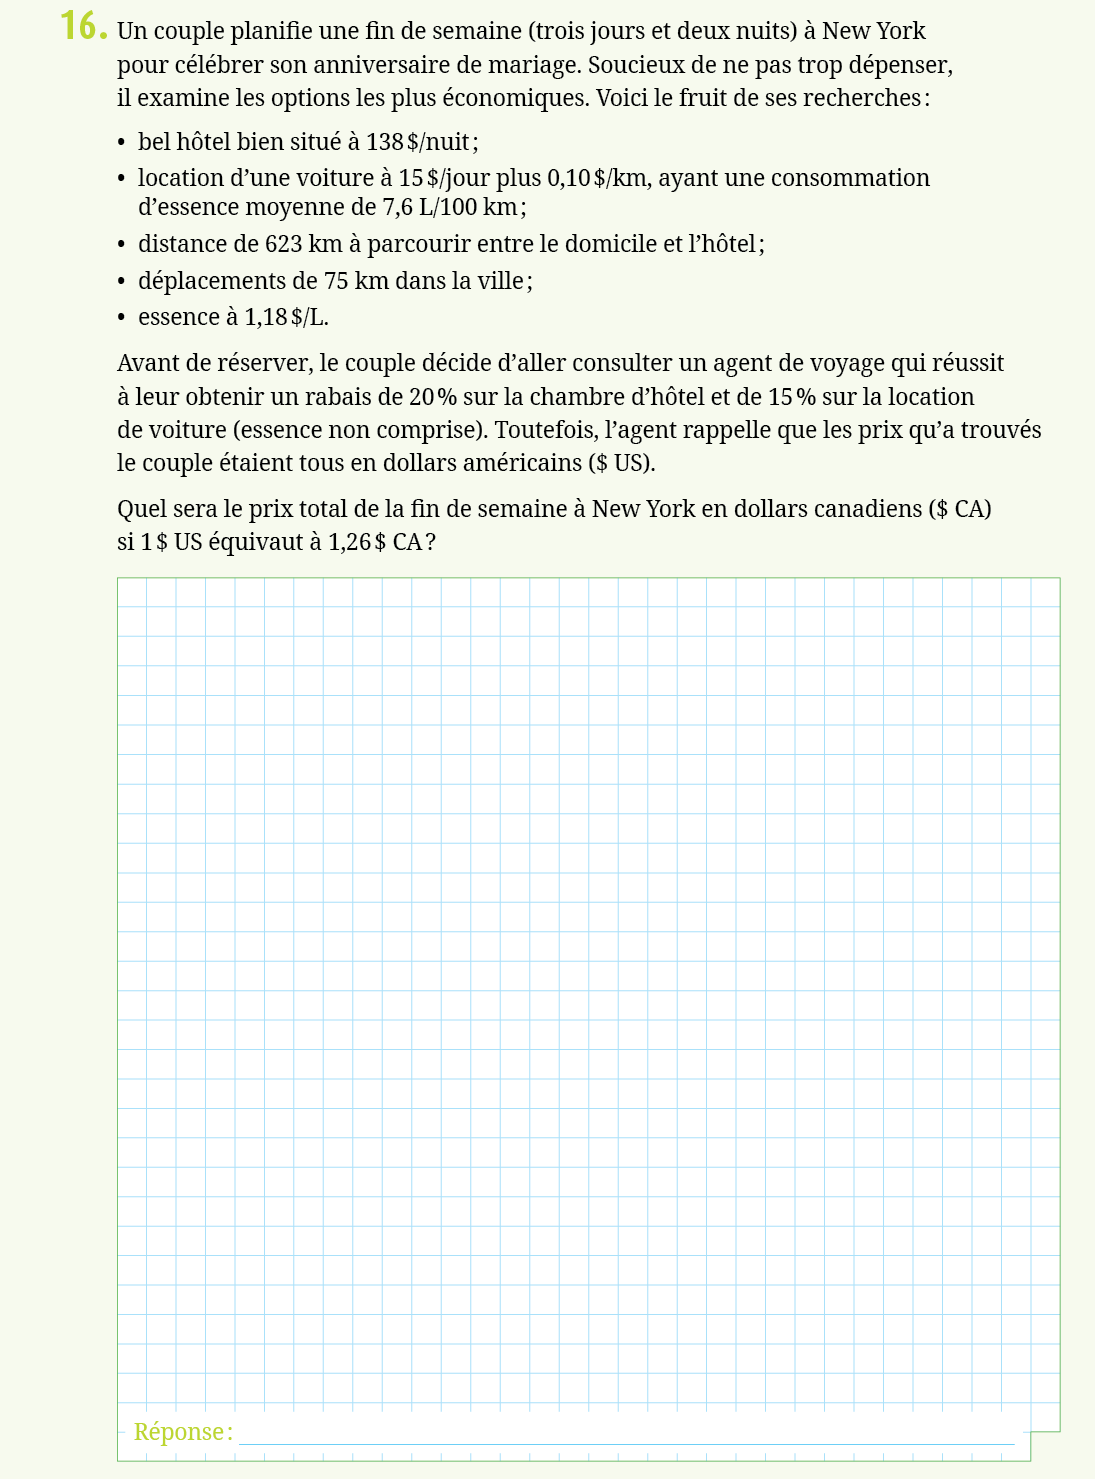 16. Un couple planifie une fin de semaine (trois jours et deux nuits) à New York
pour célébrer son anniversaire de mariage. Soucieux de ne pas trop dépenser,
il examine les options les plus économiques. Voici le fruit de ses recherches :
• bel hôtel bien situé à 138 $/nuit ;
• location d’une voiture à 15 $/jour plus 0,10 $/km, ayant une consommation
d’essence moyenne de 7,6 L/100 km ;
• distance de 623 km à parcourir entre le domicile et l’hôtel ;
• déplacements de 75 km dans la ville ;
• essence à 1,18 $/L.
Avant de réserver, le couple décide d’aller consulter un agent de voyage qui réussit
à leur obtenir un rabais de 20 % sur la chambre d’hôtel et de 15 % sur la location
de voiture (essence non comprise). Toutefois, l’agent rappelle que les prix qu’a trouvés
le couple étaient tous en dollars américains ($ US).
Quel sera le prix total de la fin de semaine à New York en dollars canadiens ($ CA)
si 1 $ US équivaut à 1,26 $ CA ?
Réponse :